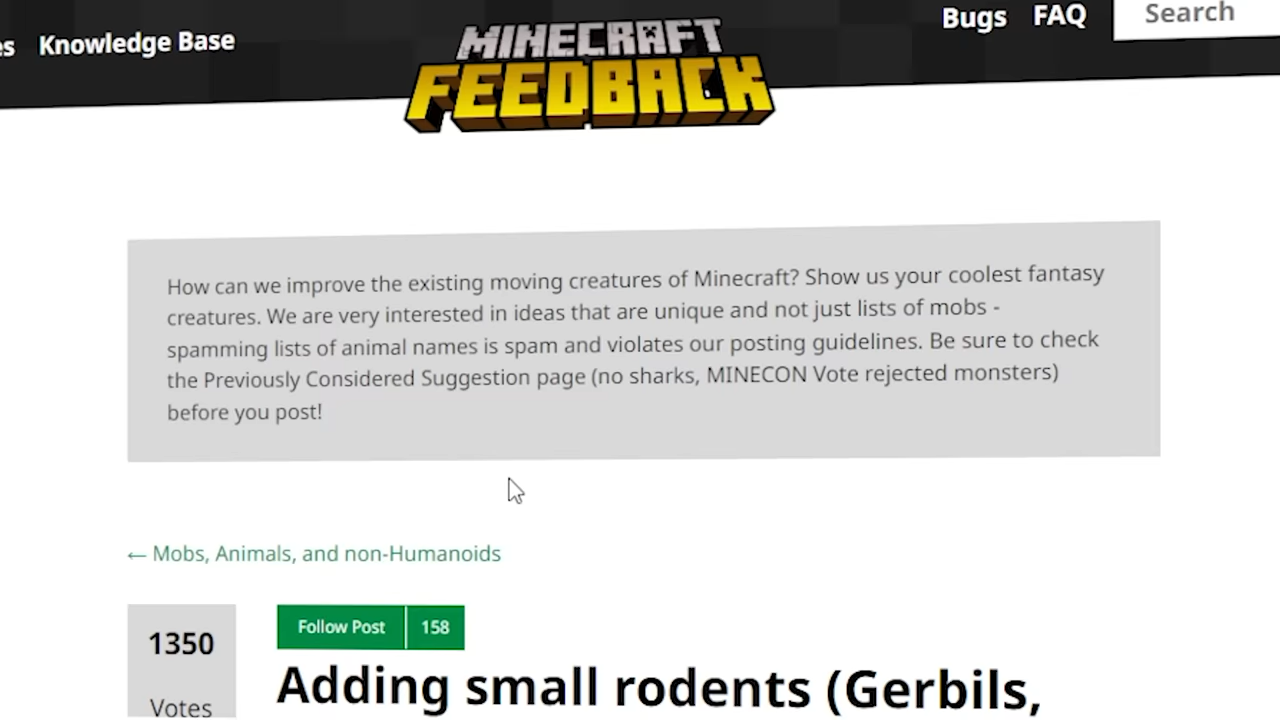 es Knowledge Base
MINECRAFT
FEEDBACK
Bugs FAQ Search
How can we improve the existing moving creatures of Minecraft? Show us your coolest fantasy
creatures. We are very interested in ideas that are unique and not just lists of mobs -
spamming lists of animal names is spam and violates our posting guidelines. Be sure to check
the Previously Considered Suggestion page (no sharks, MINECON Vote rejected monsters)
before you post!
← Mobs, Animals, and non-Humanoids
1350
Votes
Follow Post 158
Adding small rodents (Gerbils,